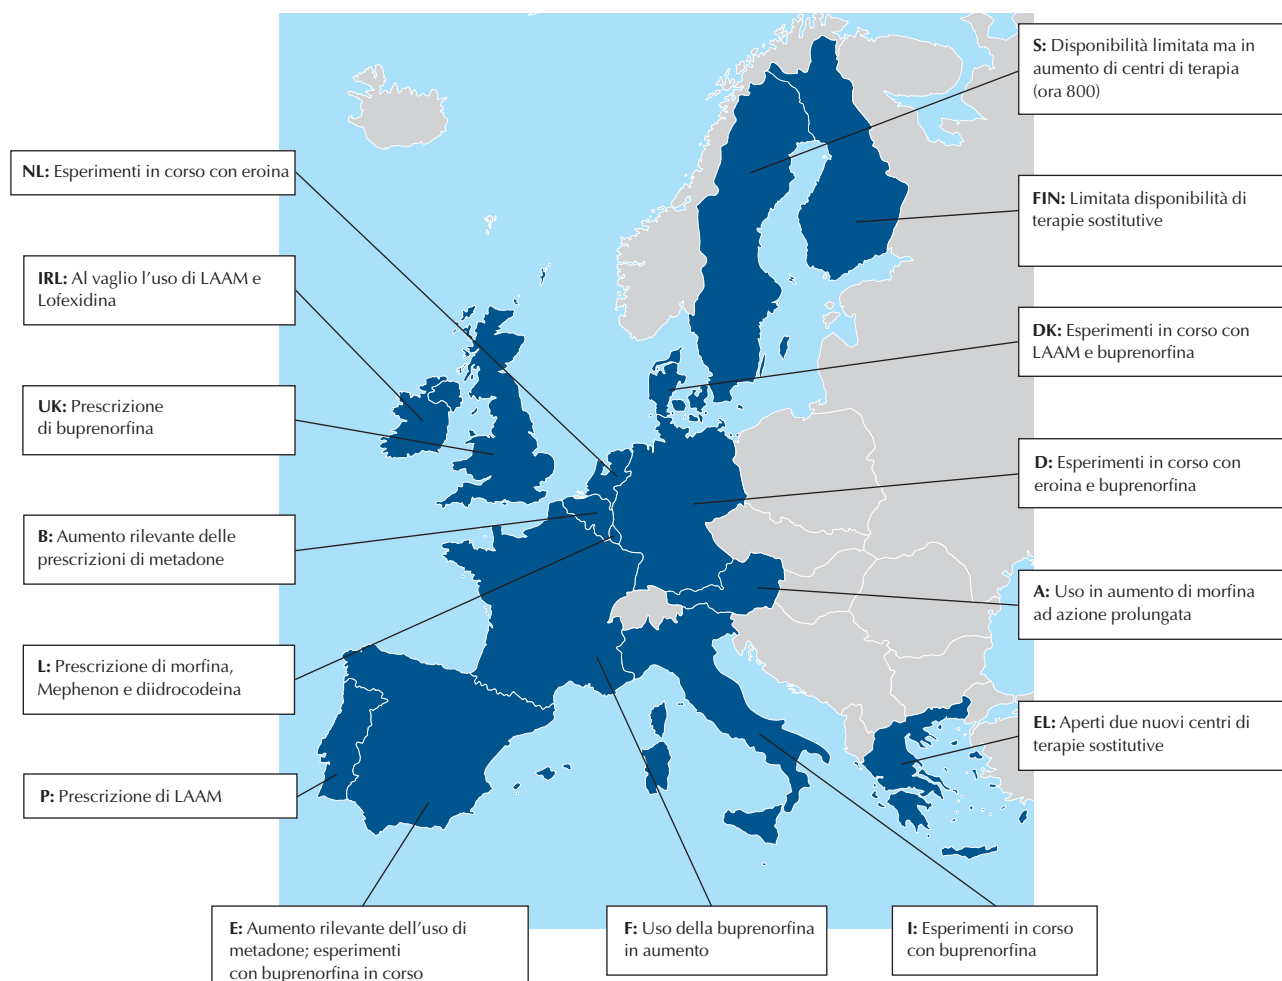 S: Disponibilità limitata ma in
aumento di centri di terapia
(ora 800)
NL: Esperimenti in corso con eroina
FIN: Limitata disponibilità di
terapie sostitutive
IRL: Al vaglio l’uso di LAAM e
Lofexidina
DK: Esperimenti in corso con
LAAM e buprenorfina
UK: Prescrizione
di buprenorfina
D: Esperimenti in corso con
eroina e buprenorfina
B: Aumento rilevante delle
prescrizioni di metadone
A: Uso in aumento di morfina
ad azione prolungata
L: Prescrizione di morfina,
Mephenon e diidrocodeina
EL: Aperti due nuovi centri di
terapie sostitutive
P: Prescrizione di LAAM
E: Aumento rilevante dell’uso di
metadone; esperimenti
con buprenorfina in corso
F: Uso della buprenorfina
in aumento
I: Esperimenti in corso
con buprenorfina